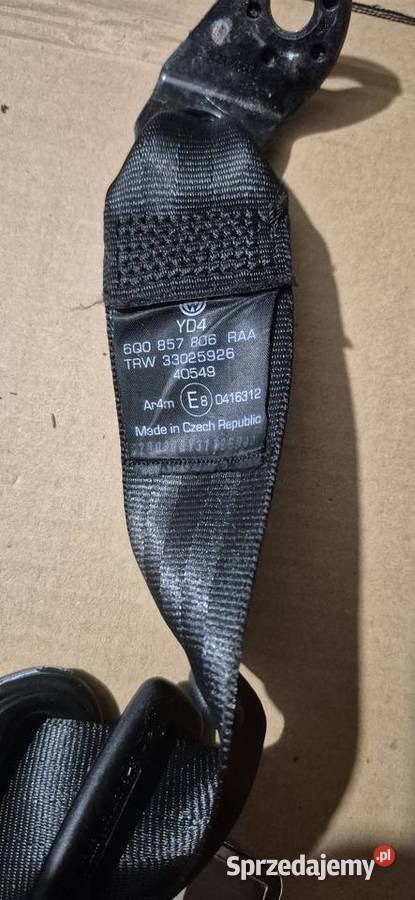 YD4
6Q0 857 806 RAA
TRW 33025926
40549
Ar4m E8 0416312
Made in Czech Republic
Sprzedajemy.pl